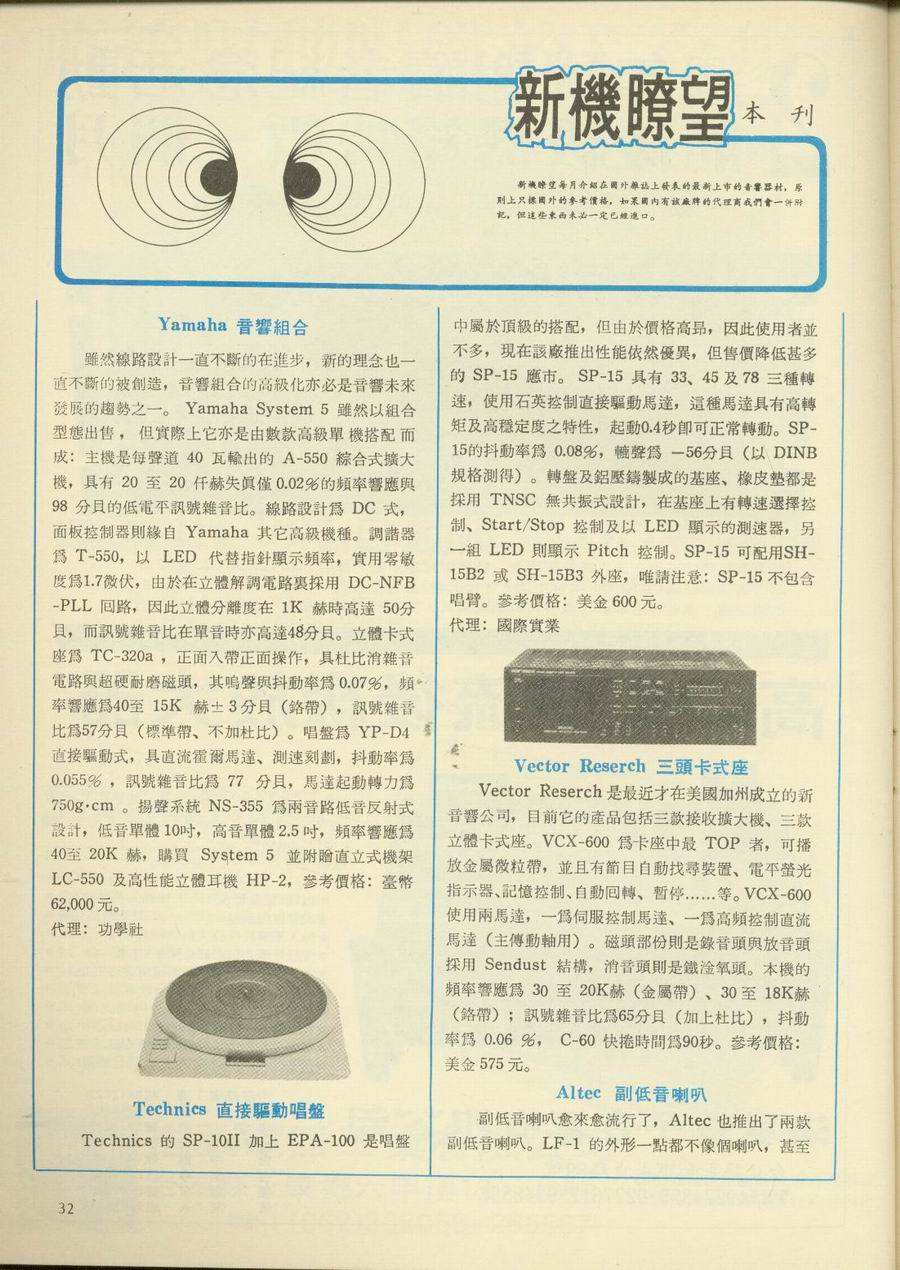 新機瞭望
本刊
新機瞭望每月介紹在國外雜誌上發表的最新上市的音響器材，原
則上只標國外的參考價格，如果國內有該廠牌的代理商我們會一併附
記，但這些東西未必一定已經進口。
Yamaha 音響組合
雖然線路設計一直不斷的在進步，新的理念也一
直不斷的被創造，音響組合的高級化亦必是音響未來
發展的趨勢之一。 Yamaha System 5 雖然以組合
型態出售， 但實際上它亦是由數款高級單機搭配而
成：主機是每聲道 40 瓦輸出的 A-550 綜合式擴大
機，具有 20 至 20 仟赫失眞僅0.02%的頻率響應與
98 分貝的低電平訊號雜音比。線路設計爲 DC 式，
面板控制器則緣自 Yamaha 其它高級機種。調諧器
爲 T-550，以 LED 代替指針顯示頻率，實用零敏
度爲1.7微伏，由於在立體解調電路裏採用 DC-NFB
-PLL 囘路，因此立體分離度在 1K 赫時高達 50分
貝，而訊號雜音比在單音時亦高達48分貝。立體卡式
座爲 TC-320a ，正面入帶正面操作，具杜比消雜音
電路與超硬耐磨磁頭，其嗚聲與抖動率爲0.07%，頻
率響應爲40至 15K 赫±3分貝（鉻帶），訊號雜音
比爲57分貝（標準帶、不加杜比）。唱盤爲 YP-D4
直接驅動式，具直流霍爾馬達、測速刻劃，抖動率爲
0.055% ，訊號雜音比爲 77 分貝，馬達起動轉力爲
750g·cm 。揚聲系統 NS-355 爲兩音路低音反射式
設計，低音單體10吋，高音單體2.5吋，頻率響應爲
40至 20K 赫，購買 System 5 並附贈直立式機架
LC-550 及高性能立體耳機 HP-2，參考價格：臺幣
62,000元。
代理：功學社
Technics 直接驅動唱盤
Technics 的 SP-10II 加上 EPA-100 是唱盤
中屬於頂級的搭配，但由於價格高昻，因此使用者並
不多，現在該廠推出性能依然優異，但售價降低甚多
的 SP-15 應市。 SP-15 具有 33、45及78 三種轉
速，使用石英控制直接驅動馬達，這種馬達具有高轉
矩及高穩定度之特性，起動0.4秒卽可正常轉動。SP-
15的抖動率爲 0.08%，轆聲爲 —56分貝（以 DINB
規格測得）。轉盤及鋁壓鑄製成的基座、橡皮墊都是
採用 TNSC 無共振式設計，在基座上有轉速選擇控
制、Start/Stop 控制及以 LED 顯示的測速器，另
一組 LED 則顯示 Pitch 控制。SP-15 可配用SH-
15B2 或 SH-15B3 外座，唯請注意：SP-15不包含
唱臂。參考價格：美金600元。
代理：國際實業
Vector Reserch 三頭卡式座
Vector Reserch是最近才在美國加州成立的新
音響公司，目前它的產品包括三款接收擴大機、三款
立體卡式座。VCX-600 爲卡座中最 TOP 者，可播
放金屬微粒帶，並且有節目自動找尋裝置、電平螢光
指示器、記憶控制、自動囘轉、暫停……等。VCX-600
使用兩馬達，一爲伺服控制馬達、一爲高頻控制直流
馬達（主傳動軸用）。磁頭部份則是錄音頭與放音頭
採用 Sendust 結構，消音頭則是鐵淦氧頭。本機的
頻率響應爲 30 至 20K赫（金屬帶）、30至 18K赫
（鉻帶）；訊號雜音比爲65分貝（加上杜比），抖動
率爲 0.06 %， C-60 快捲時間爲90秒。參考價格：
美金575元。
Altec 副低音喇叭
副低音喇叭愈來愈流行了，Altec也推出了兩款
副低音喇叭。LF-1 的外形一點都不像個喇叭，甚至
32